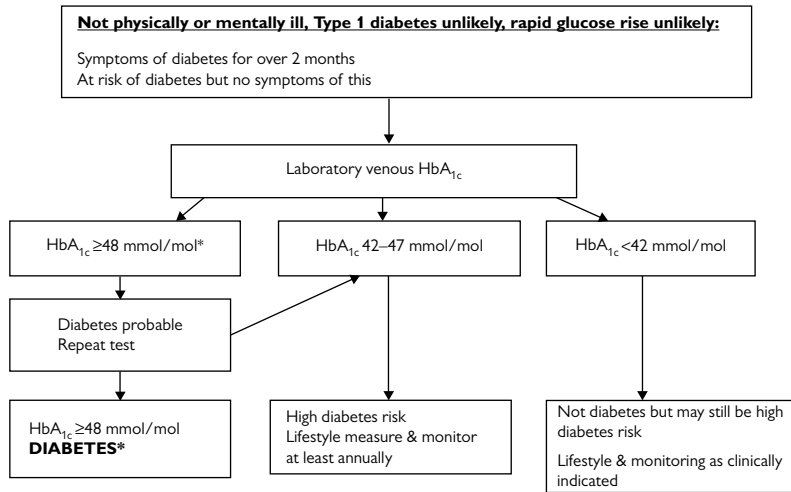 Not physically or mentally ill, Type 1 diabetes unlikely, rapid glucose rise unlikely:
Symptoms of diabetes for over 2 months
At risk of diabetes but no symptoms of this
Laboratory venous HbA1c
HbA1c ≥48 mmol/mol*
HbA1c 42–47 mmol/mol
HbA1c <42 mmol/mol
Diabetes probable
Repeat test
HbA1c ≥48 mmol/mol
DIABETES*
High diabetes risk
Lifestyle measure & monitor
at least annually
Not diabetes but may still be high
diabetes risk
Lifestyle & monitoring as clinically
indicated